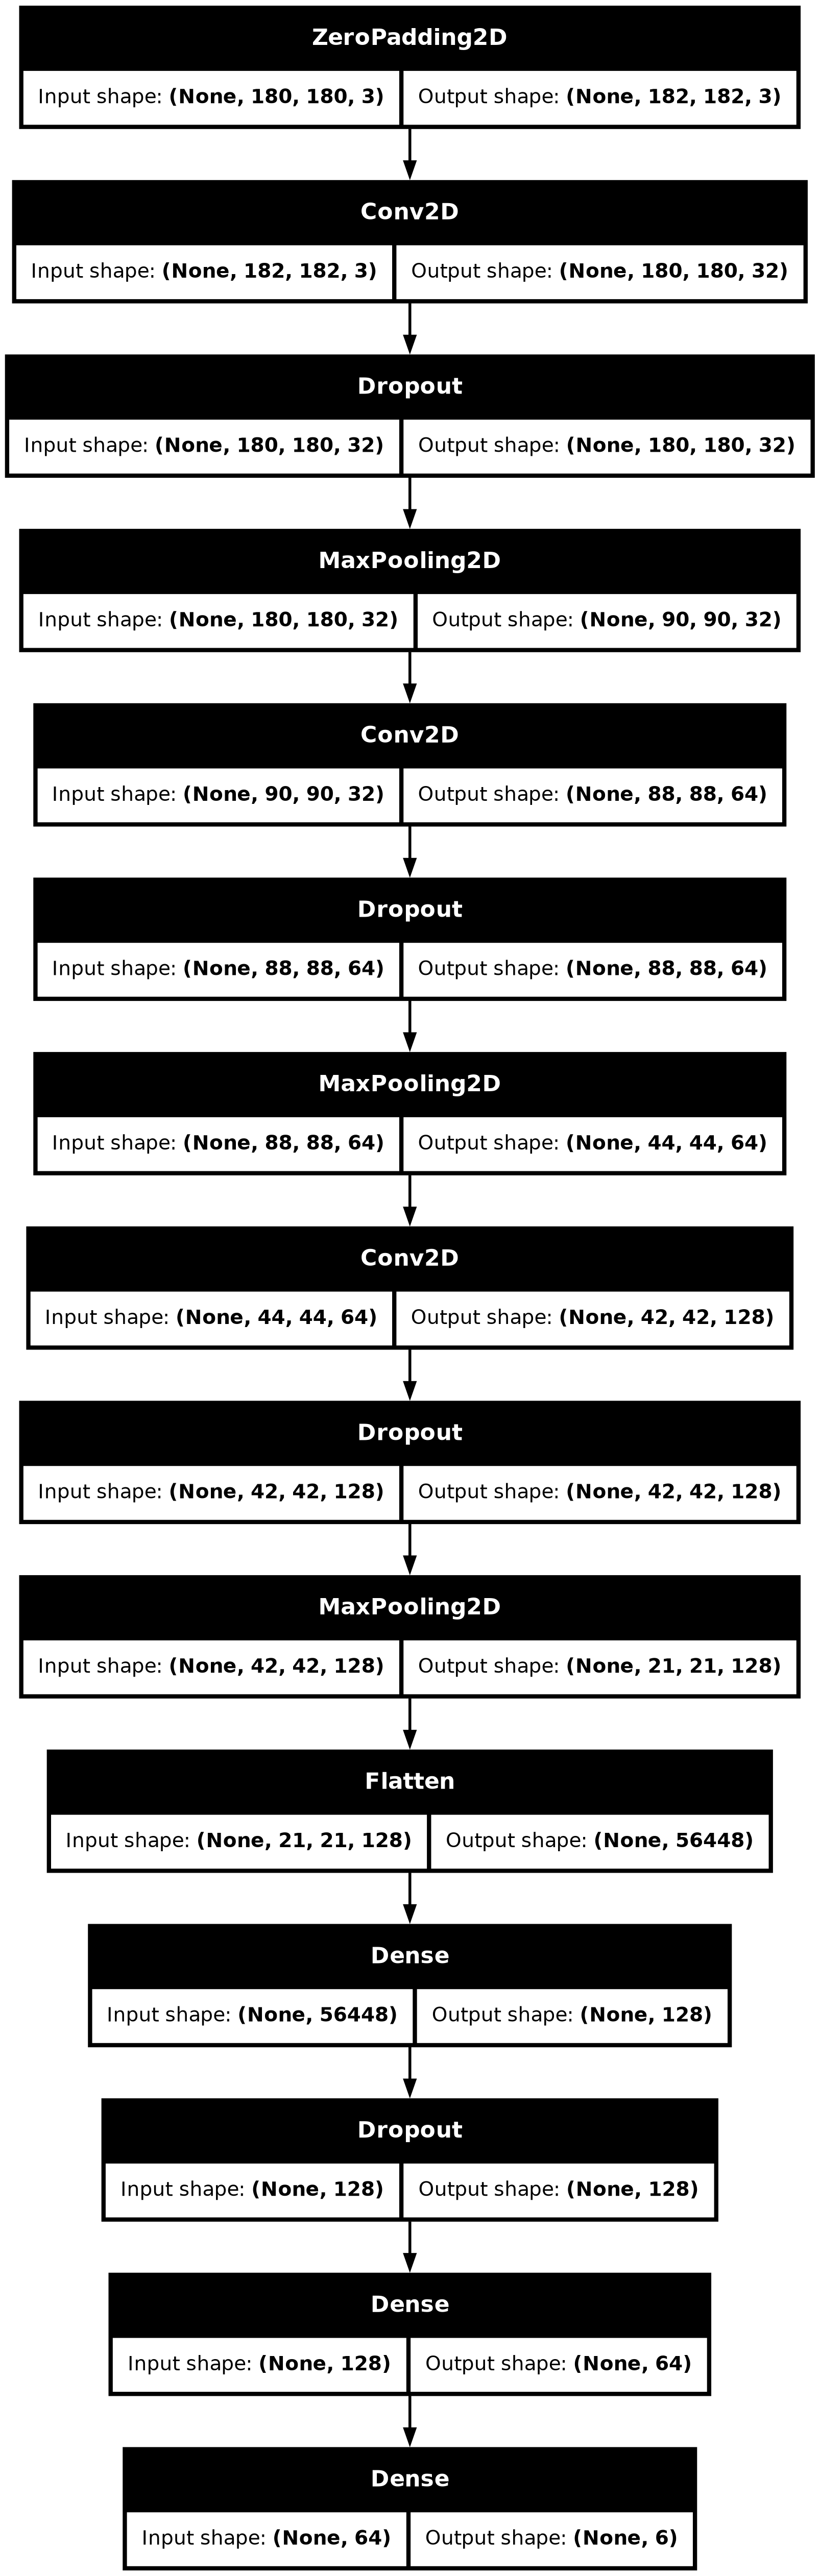 ZeroPadding2D
Input shape: (None, 180, 180, 3) Output shape: (None, 182, 182, 3)
Conv2D
Input shape: (None, 182, 182, 3) Output shape: (None, 180, 180, 32)
Dropout
Input shape: (None, 180, 180, 32) Output shape: (None, 180, 180, 32)
MaxPooling2D
Input shape: (None, 180, 180, 32) Output shape: (None, 90, 90, 32)
Conv2D
Input shape: (None, 90, 90, 32) Output shape: (None, 88, 88, 64)
Dropout
Input shape: (None, 88, 88, 64) Output shape: (None, 88, 88, 64)
MaxPooling2D
Input shape: (None, 88, 88, 64) Output shape: (None, 44, 44, 64)
Conv2D
Input shape: (None, 44, 44, 64) Output shape: (None, 42, 42, 128)
Dropout
Input shape: (None, 42, 42, 128) Output shape: (None, 42, 42, 128)
MaxPooling2D
Input shape: (None, 42, 42, 128) Output shape: (None, 21, 21, 128)
Flatten
Input shape: (None, 21, 21, 128) Output shape: (None, 56448)
Dense
Input shape: (None, 56448) Output shape: (None, 128)
Dropout
Input shape: (None, 128) Output shape: (None, 128)
Dense
Input shape: (None, 128) Output shape: (None, 64)
Dense
Input shape: (None, 64) Output shape: (None, 6)